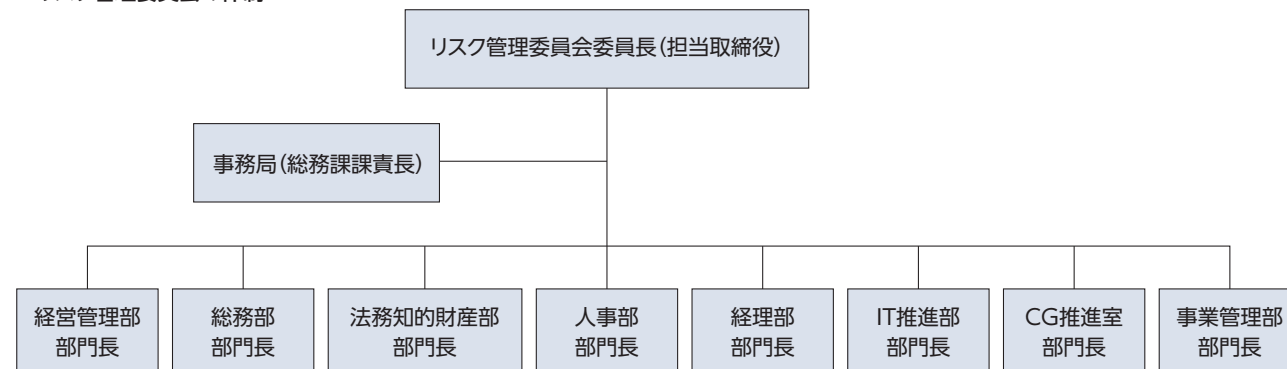 リスク管理委員会委員長(担当取締役)
事務局(総務課課責長)
経営管理部
部門長
総務部
部門長
法務知的財産部
部門長
人事部
部門長
経理部
部門長
IT推進部
部門長
CG推進室
部門長
事業管理部
部門長